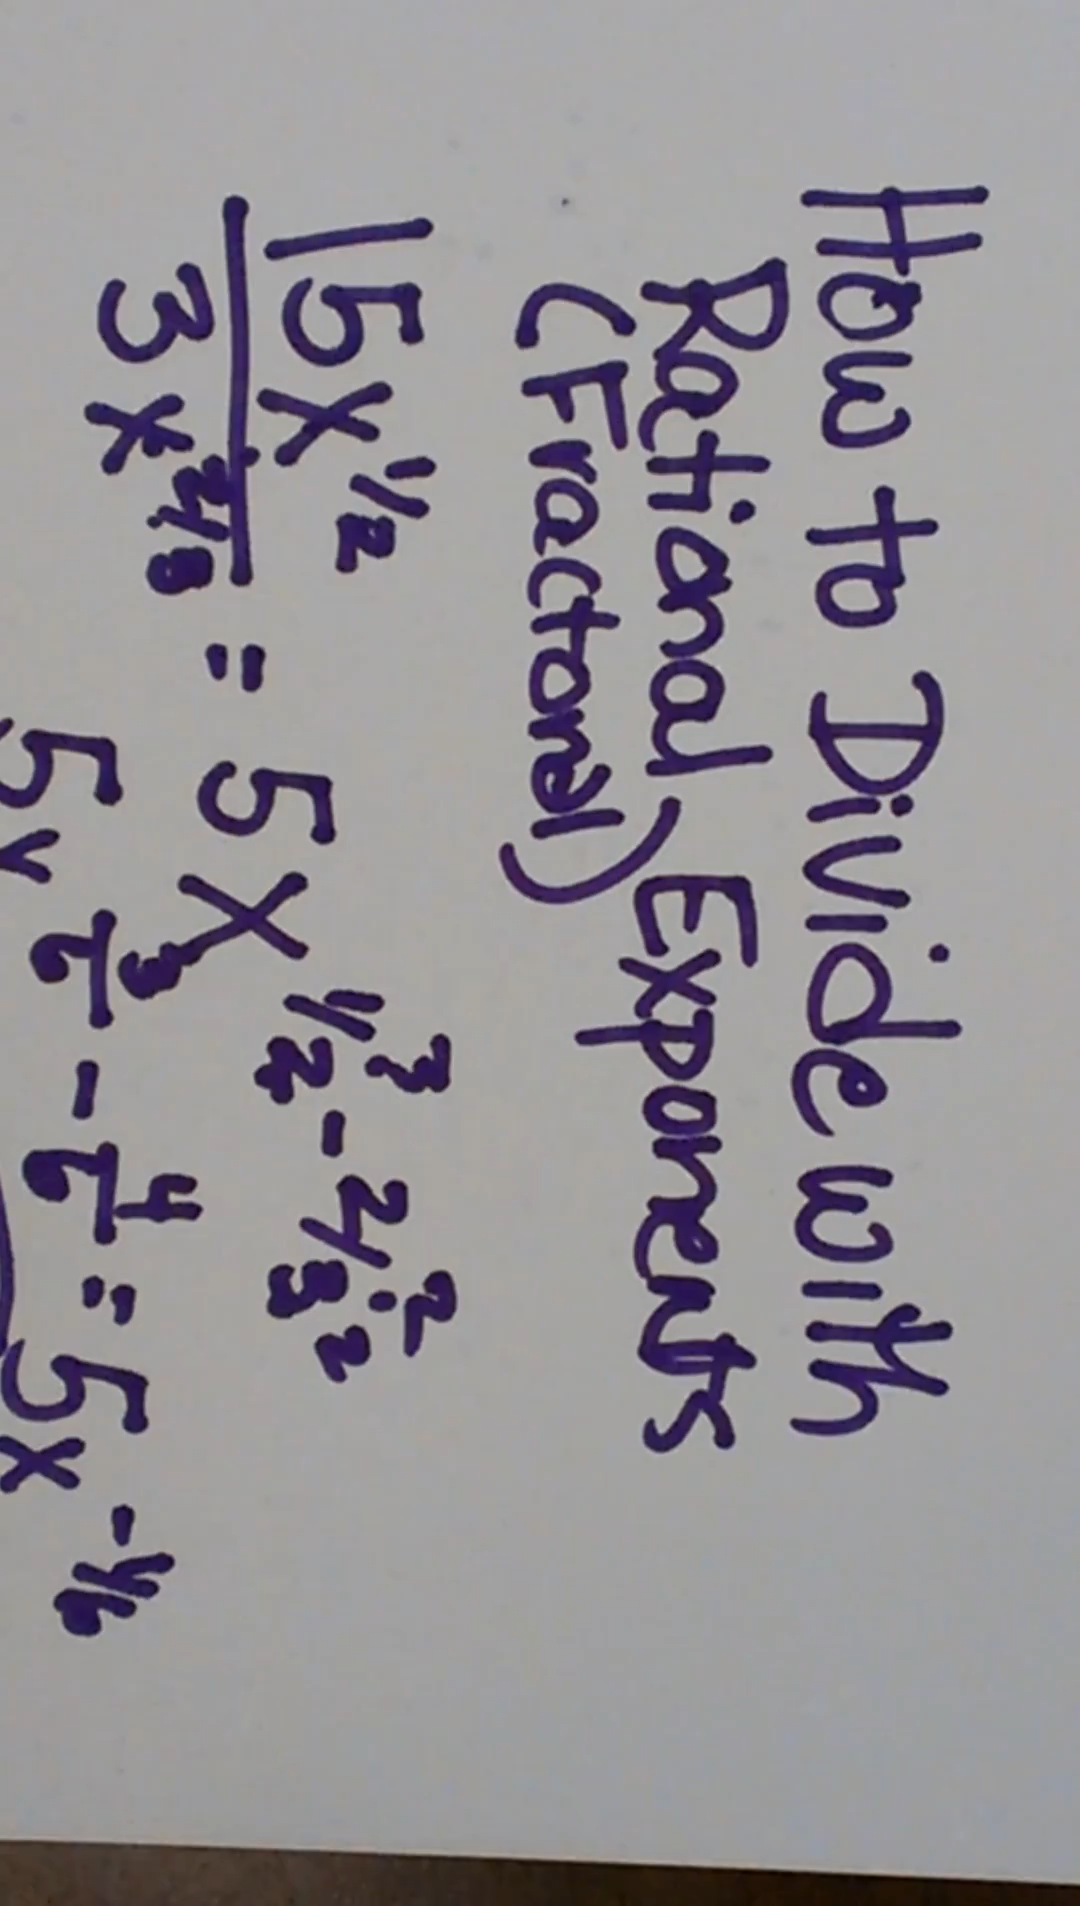 How to Divide with
Rational Exponents
(Fractional)
15x^1/2 / 3x^2/3 = 5x^1/2·3/3 - 2/3·2/2
5x^3/6 - 4/6 = 5x^-1/6